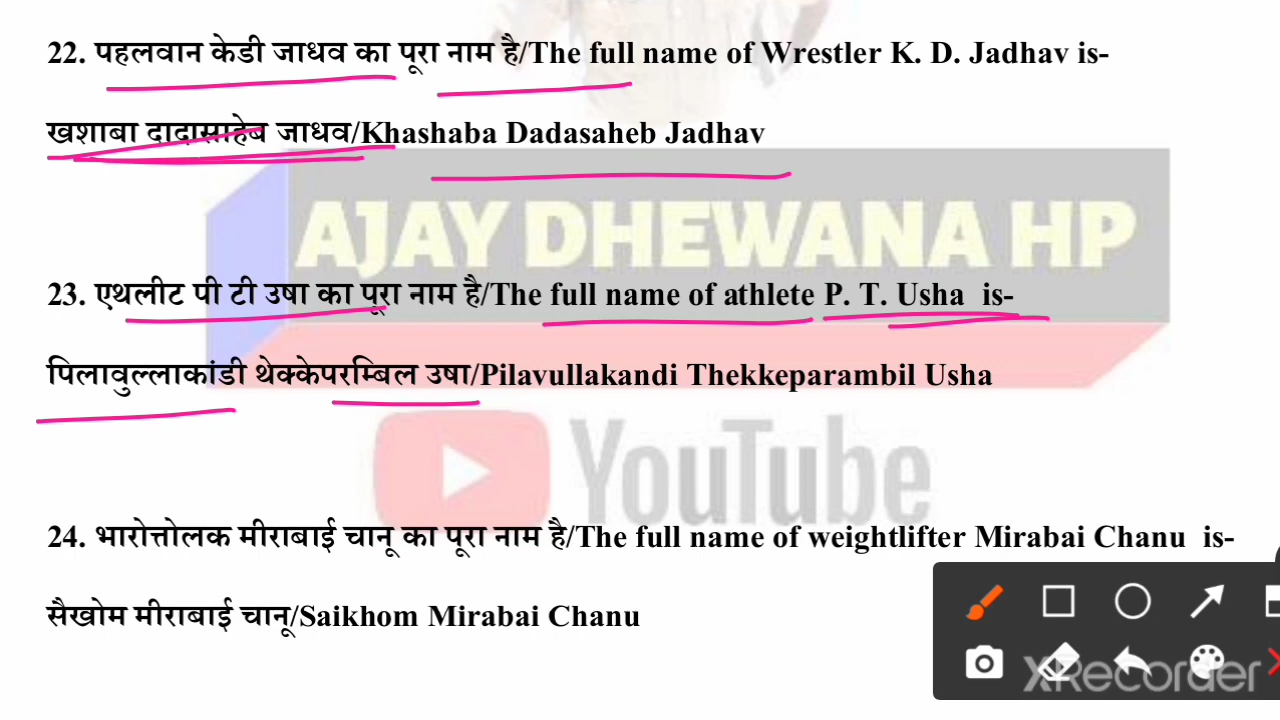 22. पहलवान केडी जाधव का पूरा नाम है/The full name of Wrestler K. D. Jadhav is-
खशाबा दादासाहेब जाधव/Khashaba Dadasaheb Jadhav
AJAY DHEWANA HP
23. एथलीट पी टी उषा का पूरा नाम है/The full name of athlete P. T. Usha is-
पिलावुल्लाकांडी थेक्केपरम्बिल उषा/Pilavullakandi Thekkeparambil Usha
YouTube
24. भारोत्तोलक मीराबाई चानू का पूरा नाम है/The full name of weightlifter Mirabai Chanu is-
सैखोम मीराबाई चानू/Saikhom Mirabai Chanu
XRecorder